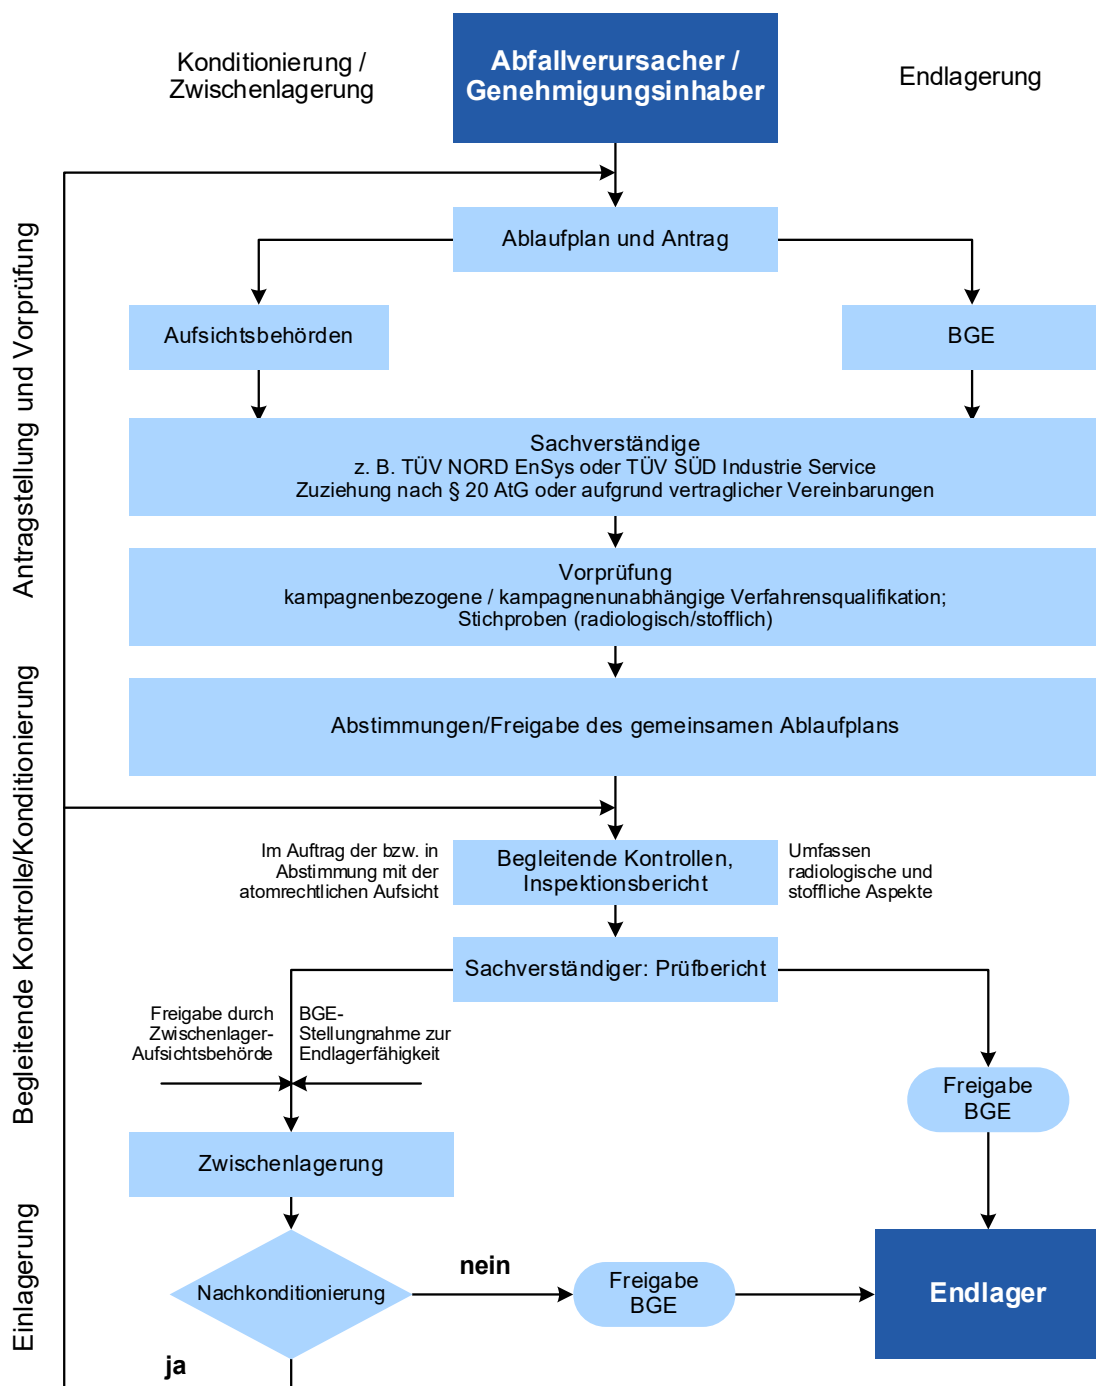 Konditionierung /
Zwischenlagerung
Abfallverursacher /
Genehmigungsinhaber
Endlagerung
Antragstellung und Vorprüfung
Ablaufplan und Antrag
Aufsichtsbehörden
BGE
Sachverständige
z. B. TÜV NORD EnSys oder TÜV SÜD Industrie Service
Zuziehung nach § 20 AtG oder aufgrund vertraglicher Vereinbarungen
Vorprüfung
kampagnenbezogene / kampagnenunabhängige Verfahrensqualifikation;
Stichproben (radiologisch/stofflich)
Begleitende Kontrolle/Konditionierung
Abstimmungen/Freigabe des gemeinsamen Ablaufplans
Im Auftrag der bzw. in
Abstimmung mit der
atomrechtlichen Aufsicht
Begleitende Kontrollen,
Inspektionsbericht
Umfassen
radiologische und
stoffliche Aspekte
Sachverständiger: Prüfbericht
Freigabe durch
Zwischenlager-
Aufsichtsbehörde
BGE-
Stellungnahme zur
Endlagerfähigkeit
Freigabe
BGE
Zwischenlagerung
Einlagerung
Nachkonditionierung
nein
Freigabe
BGE
Endlager
ja